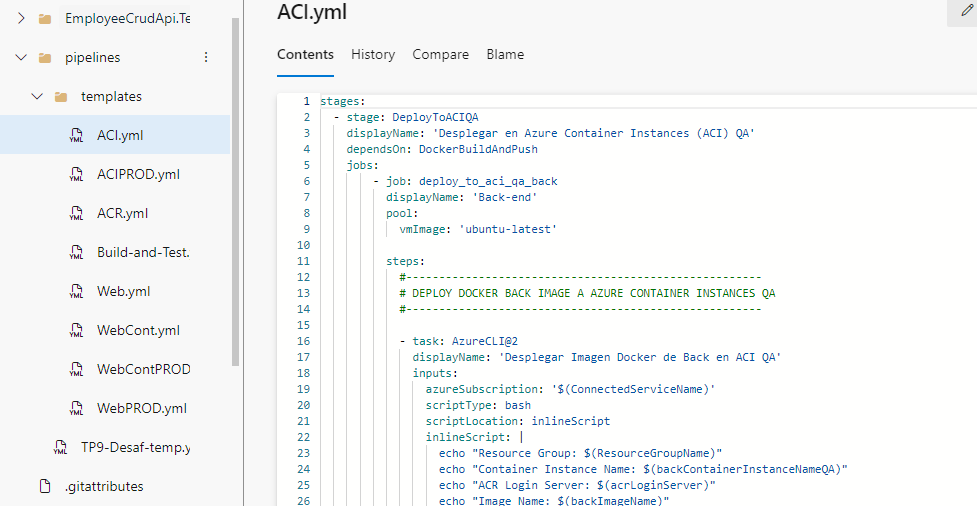 EmployeeCrudApi.Te
pipelines
templates
ACI.yml
ACIPROD.yml
ACR.yml
Build-and-Test.
Web.yml
WebCont.yml
WebContPROD
WebPROD.yml
TP9-Desaf-temp.y
.gitattributes
ACI.yml
Contents History Compare Blame
1 stages:
2 - stage: DeployToACIQA
3 displayName: 'Desplegar en Azure Container Instances (ACI) QA'
4 dependsOn: DockerBuildAndPush
5 jobs:
6 - job: deploy_to_aci_qa_back
7 displayName: 'Back-end'
8 pool:
9 vmImage: 'ubuntu-latest'
10
11 steps:
12 #------------------------------------------------------
13 # DEPLOY DOCKER BACK IMAGE A AZURE CONTAINER INSTANCES QA
14 #------------------------------------------------------
15
16 - task: AzureCLI@2
17 displayName: 'Desplegar Imagen Docker de Back en ACI QA'
18 inputs:
19 azureSubscription: '$(ConnectedServiceName)'
20 scriptType: bash
21 scriptLocation: inlineScript
22 inlineScript: |
23 echo "Resource Group: $(ResourceGroupName)"
24 echo "Container Instance Name: $(backContainerInstanceNameQA)"
25 echo "ACR Login Server: $(acrLoginServer)"
26 echo "Image Name: $(backImageName)"